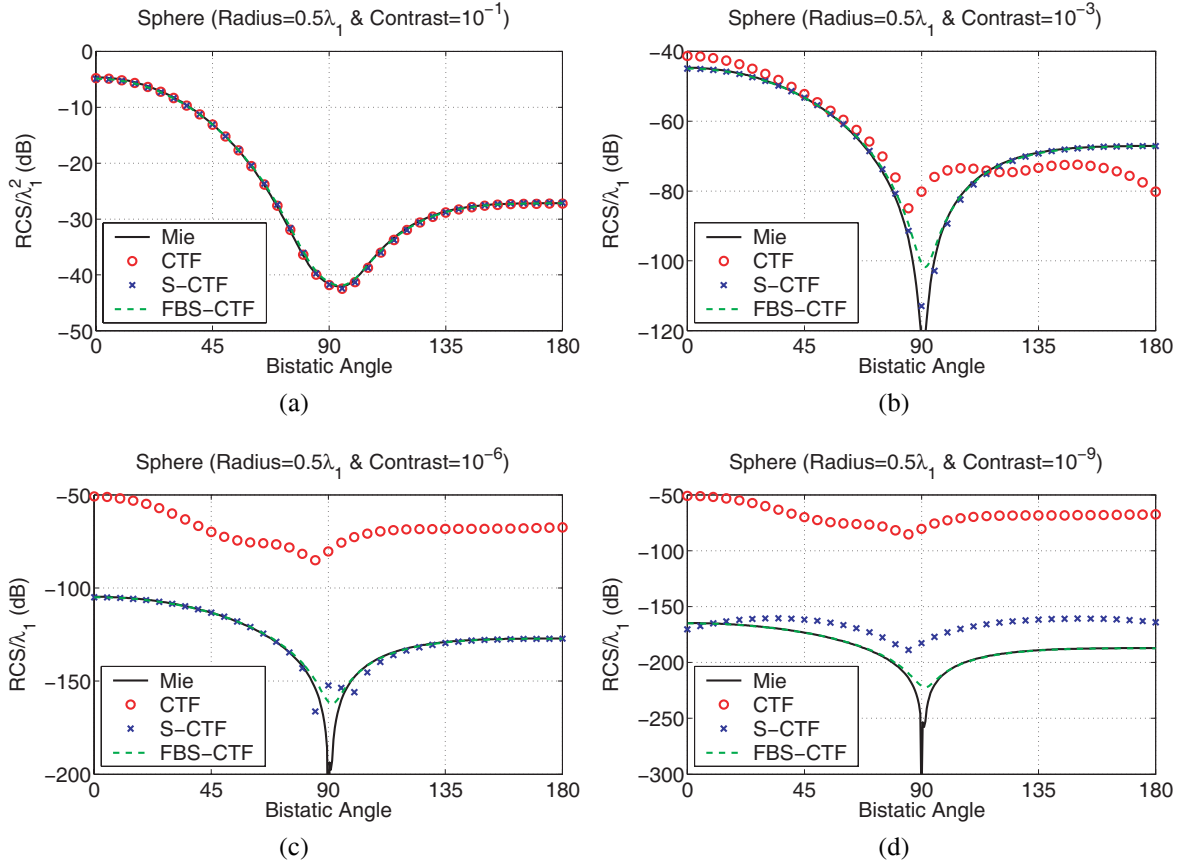 Sphere (Radius=0.5λ₁ & Contrast=10⁻¹)
0
−10
−20
−30
−40
−50
RCS/λ₁² (dB)
Mie
CTF
S−CTF
FBS−CTF
0 45 90 135 180
Bistatic Angle
(a)
Sphere (Radius=0.5λ₁ & Contrast=10⁻³)
−40
−60
−80
−100
−120
RCS/λ₁ (dB)
Mie
CTF
S−CTF
FBS−CTF
0 45 90 135 180
Bistatic Angle
(b)
Sphere (Radius=0.5λ₁ & Contrast=10⁻⁶)
−50
−100
−150
−200
RCS/λ₁ (dB)
Mie
CTF
S−CTF
FBS−CTF
0 45 90 135 180
Bistatic Angle
(c)
Sphere (Radius=0.5λ₁ & Contrast=10⁻⁹)
−50
−100
−150
−200
−250
−300
RCS/λ₁ (dB)
Mie
CTF
S−CTF
FBS−CTF
0 45 90 135 180
Bistatic Angle
(d)